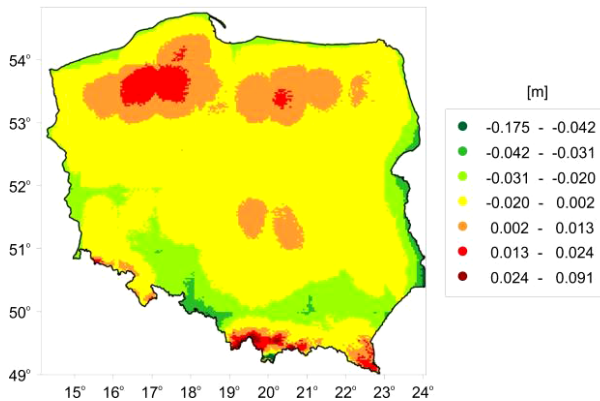 54°
53°
52°
51°
50°
49°
15° 16° 17° 18° 19° 20° 21° 22° 23° 24°
[m]
-0.175 - -0.042
-0.042 - -0.031
-0.031 - -0.020
-0.020 - 0.002
0.002 - 0.013
0.013 - 0.024
0.024 - 0.091